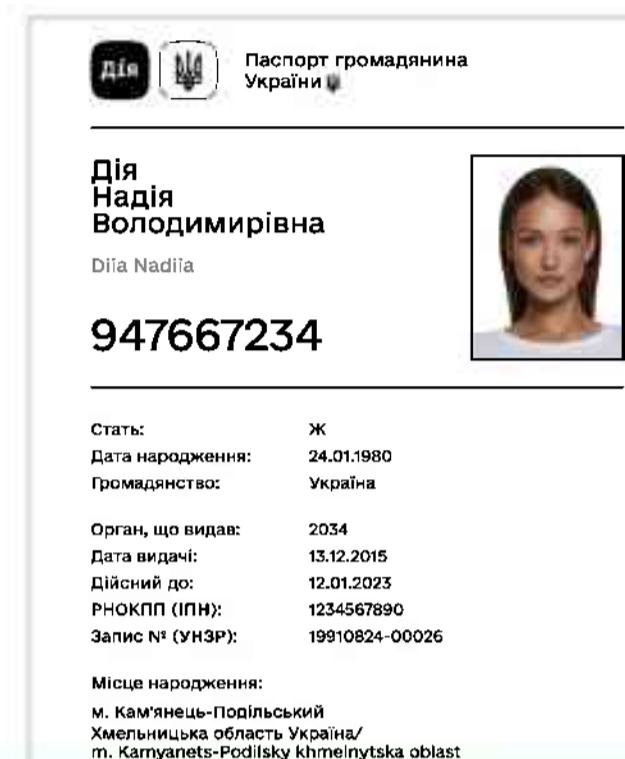 Дія
Паспорт громадянина
України
Дія
Надія
Володимирівна
Diia Nadiia
947667234
Стать: Ж
Дата народження: 24.01.1980
Громадянство: Україна
Орган, що видав: 2034
Дата видачі: 13.12.2015
Дійсний до: 12.01.2023
РНОКПП (ІПН): 1234567890
Запис № (УНЗР): 19910824-00026
Місце народження:
м. Кам'янець-Подільський
Хмельницька область Україна/
m. Kamyanets-Podilsky khmelnytska oblast